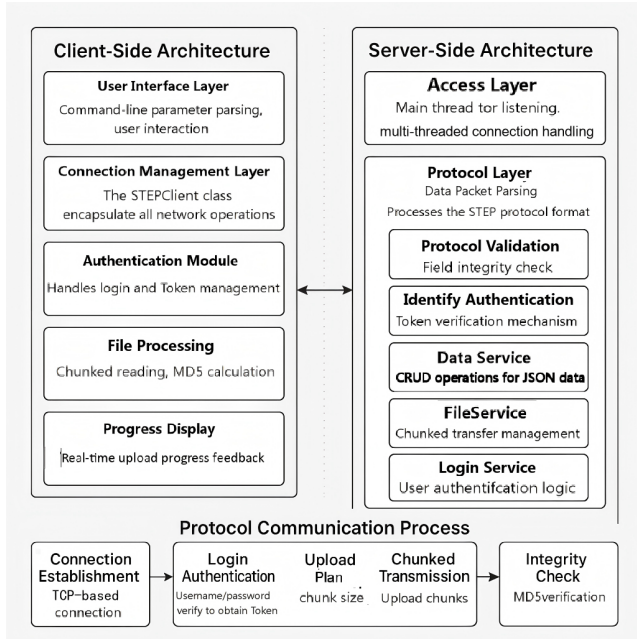 Client-Side Architecture
User Interface Layer
Command-line parameter parsing,
user interaction
Connection Management Layer
The STEPClient class
encapsulate all network operations
Authentication Module
Handles login and Token management
File Processing
Chunked reading, MD5 calculation
Progress Display
Real-time upload progress feedback
Server-Side Architecture
Access Layer
Main thread tor listening.
multi-threaded connection handling
Protocol Layer
Data Packet Parsing
Processes the STEP protocol format
Protocol Validation
Field integrity check
Identify Authentication
Token verification mechanism
Data Service
CRUD operations for JSON data
FileService
Chunked transfer management
Login Service
User authentifcation logic
Protocol Communication Process
Connection
Establishment
TCP-based
connection
Login
Authentication
Username/password
verify to obtain Token
Upload
Plan
chunk size,
Chunked
Transmission
Upload chunks
Integrity
Check
MD5verification